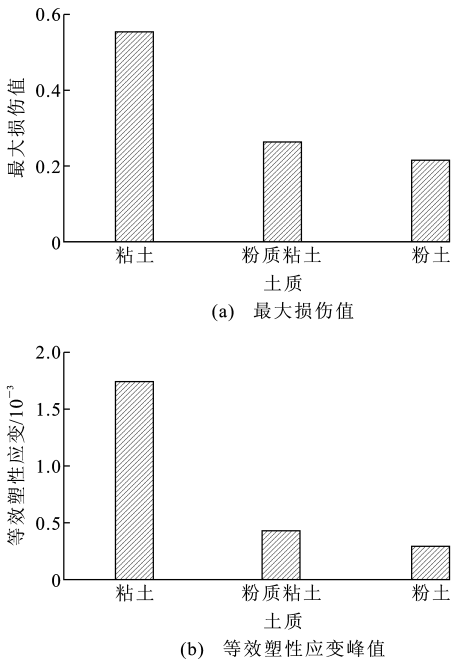 0.6
0.4
0.2
0
最大损伤值
粘土
粉质粘土
粉土
土质
(a) 最大损伤值
2.0
1.5
1.0
0.5
0
等效塑性应变/10⁻³
粘土
粉质粘土
粉土
土质
(b) 等效塑性应变峰值